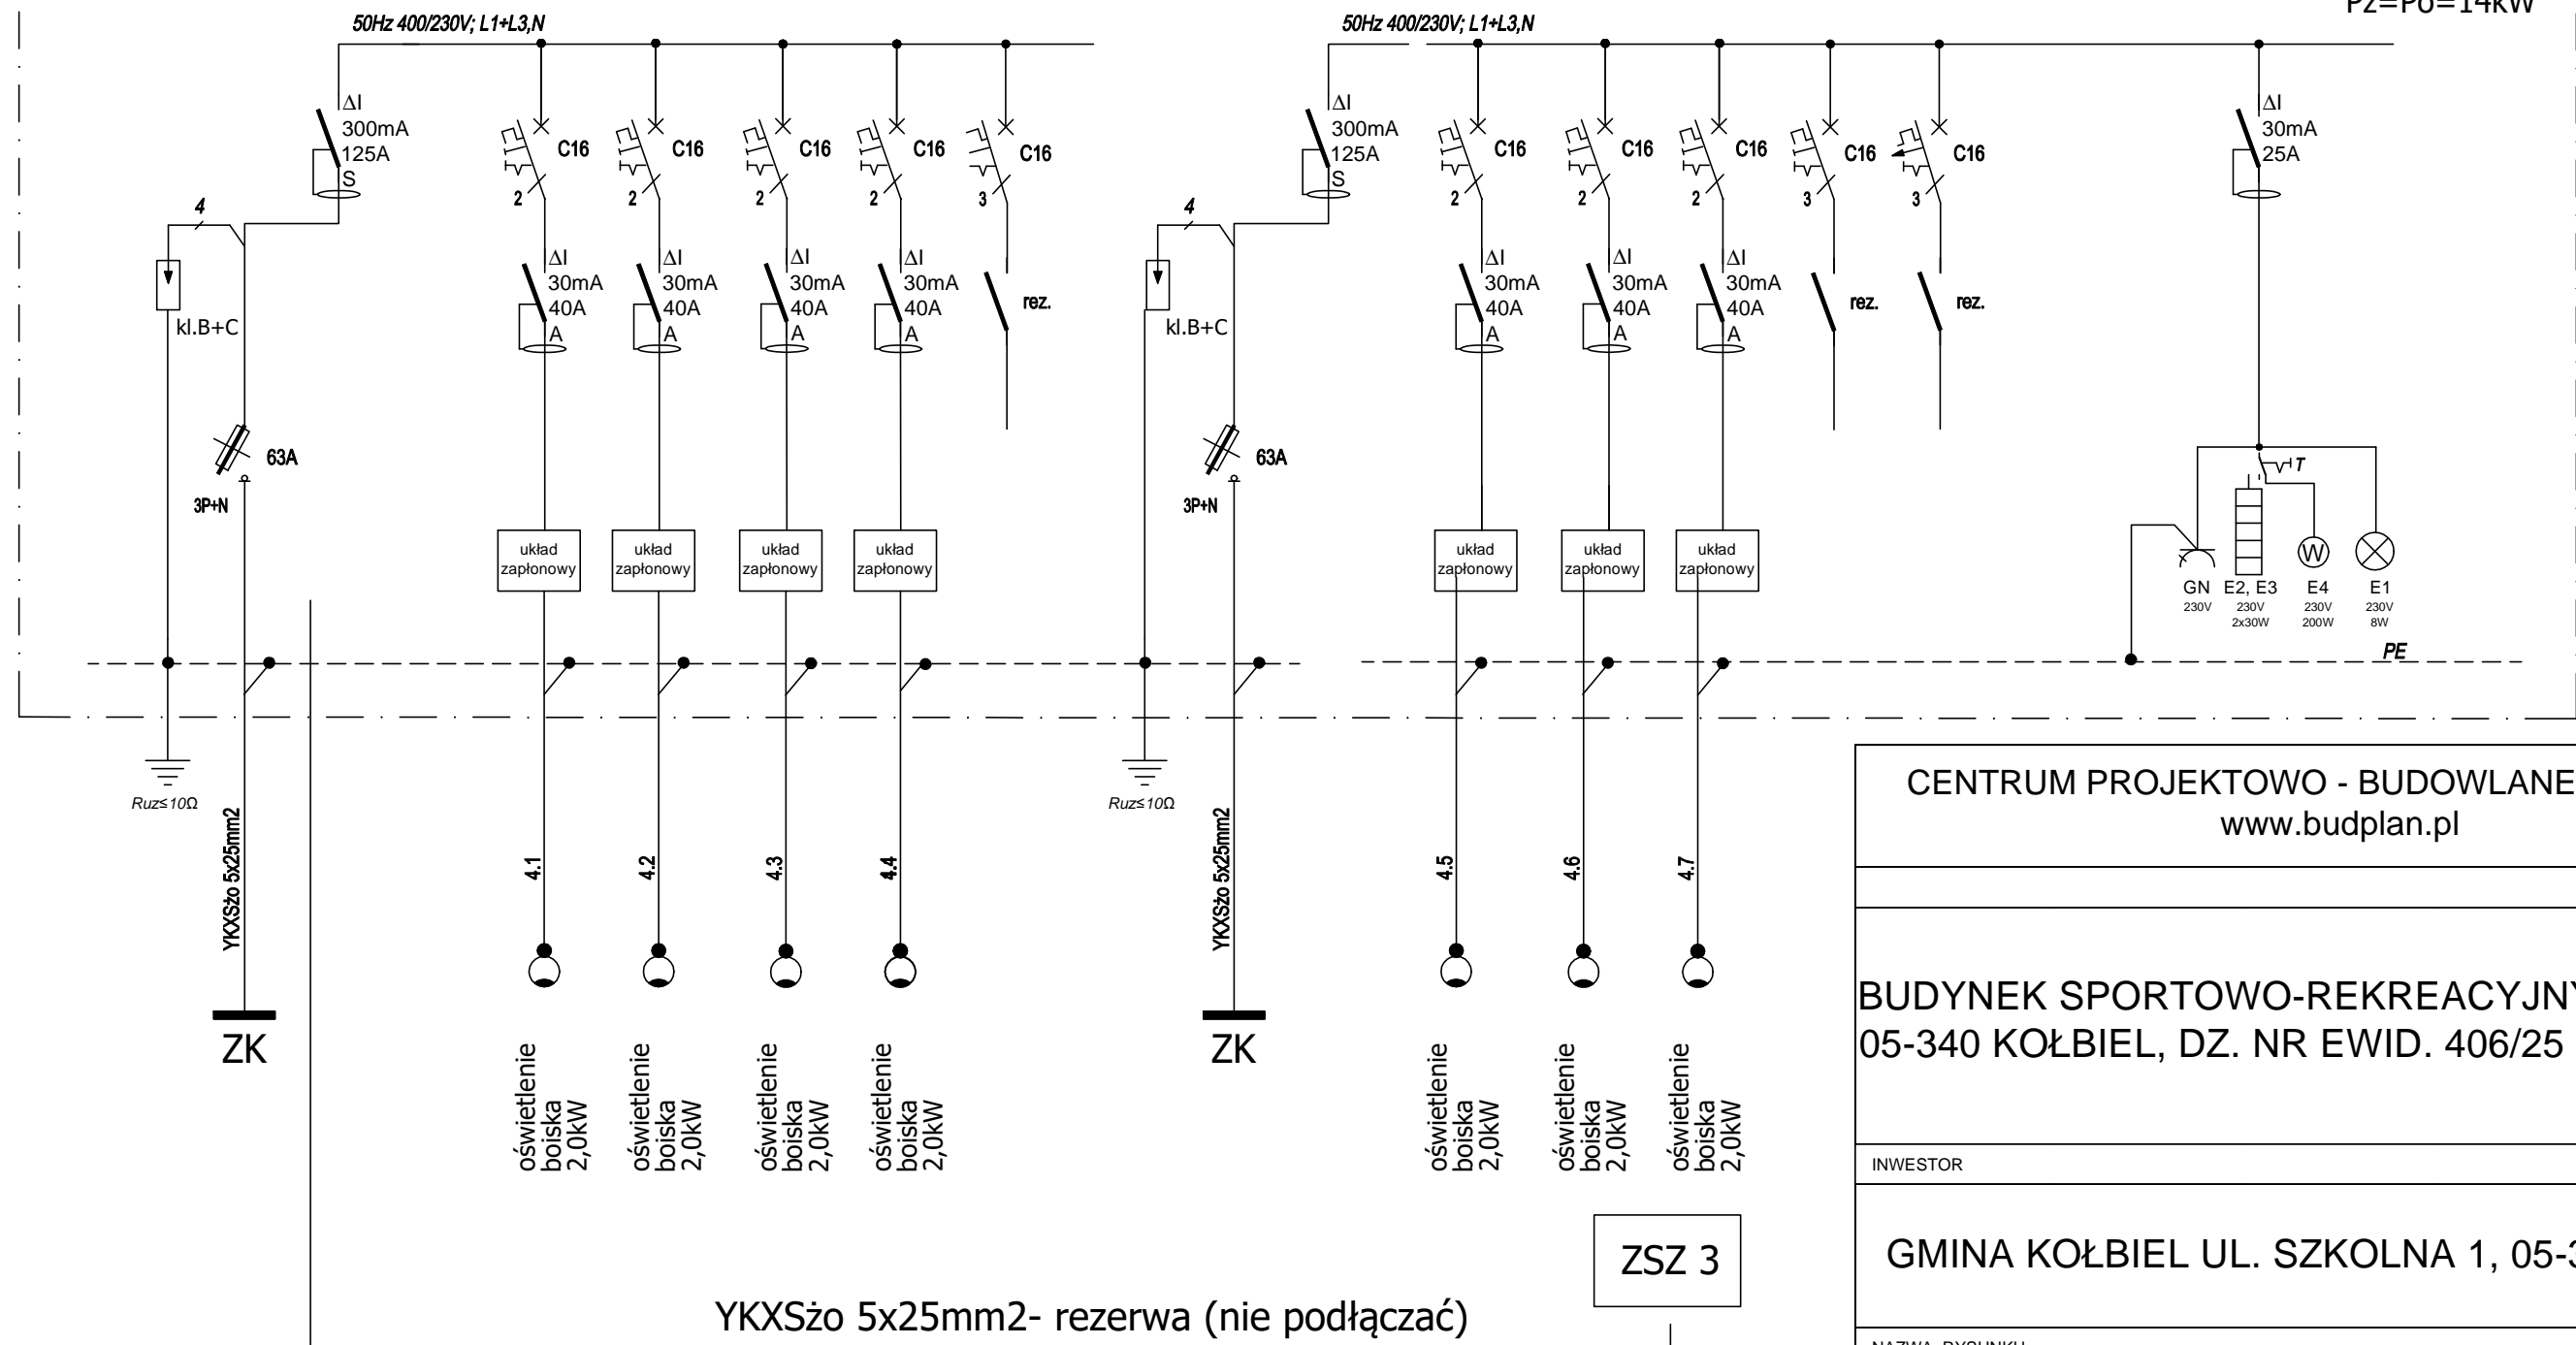 Pz=Po=14kW
50Hz 400/230V; L1+L3,N
50Hz 400/230V; L1+L3,N
ΔI
300mA
125A
S
C16
2
C16
2
C16
2
C16
2
C16
3
ΔI
300mA
125A
S
C16
2
C16
2
C16
2
C16
3
C16
3
ΔI
30mA
25A
4
kl.B+C
ΔI
30mA
40A
A
ΔI
30mA
40A
A
ΔI
30mA
40A
A
ΔI
30mA
40A
A
rez.
4
kl.B+C
ΔI
30mA
40A
A
ΔI
30mA
40A
A
ΔI
30mA
40A
A
rez.
rez.
63A
3P+N
63A
3P+N
T
układ
zapłonowy
układ
zapłonowy
układ
zapłonowy
układ
zapłonowy
układ
zapłonowy
układ
zapłonowy
układ
zapłonowy
W
GN
230V
E2, E3
230V
2x30W
E4
230V
200W
E1
230V
8W
PE
Ruz≤10Ω
Ruz≤10Ω
YKXSżo 5x25mm2
4.1
4.2
4.3
4.4
YKXSżo 5x25mm2
4.5
4.6
4.7
ZK
ZK
oświetlenie
boiska
2,0kW
oświetlenie
boiska
2,0kW
oświetlenie
boiska
2,0kW
oświetlenie
boiska
2,0kW
oświetlenie
boiska
2,0kW
oświetlenie
boiska
2,0kW
oświetlenie
boiska
2,0kW
ZSZ 3
YKXSżo 5x25mm2- rezerwa (nie podłączać)
CENTRUM PROJEKTOWO - BUDOWLANE
www.budplan.pl
BUDYNEK SPORTOWO-REKREACYJNY
05-340 KOŁBIEL, DZ. NR EWID. 406/25
INWESTOR
GMINA KOŁBIEL UL. SZKOLNA 1, 05-3
NAZWA RYSUNKU